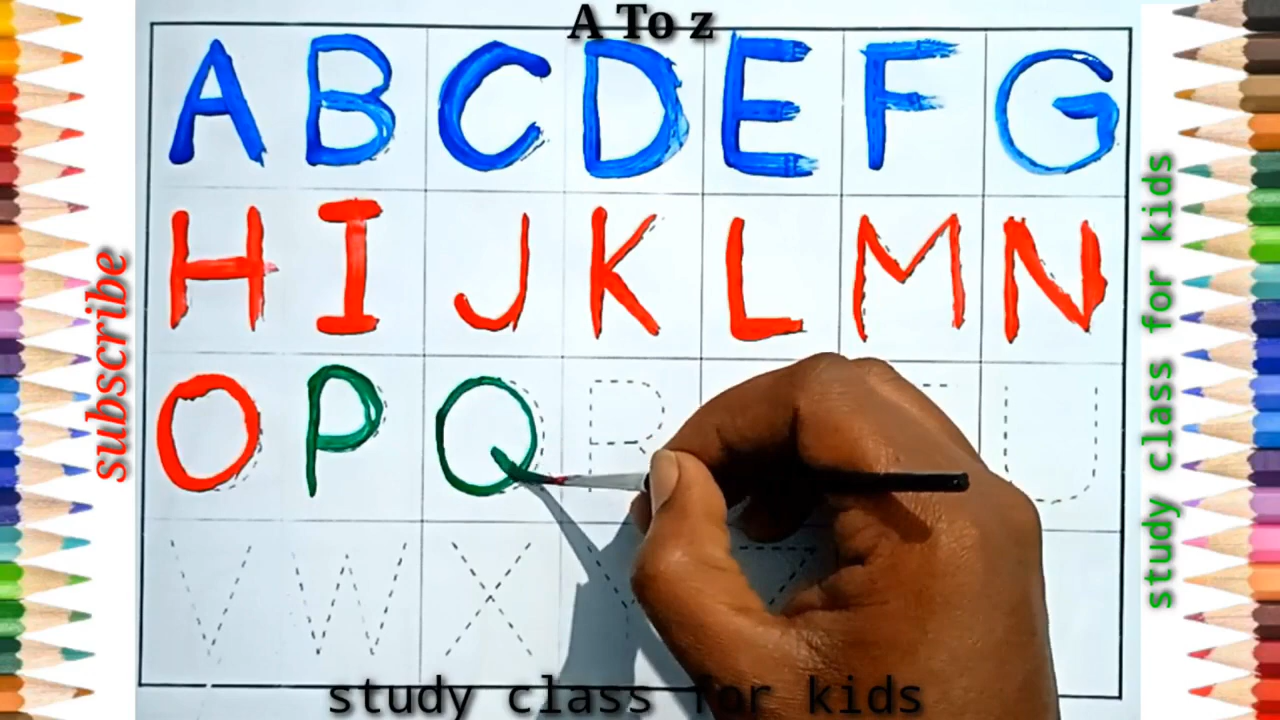 A To z
A B C D E F G
H I J K L M N
O P Q R U
V W X Y Z
subscribe
study class for kids
study class for kids